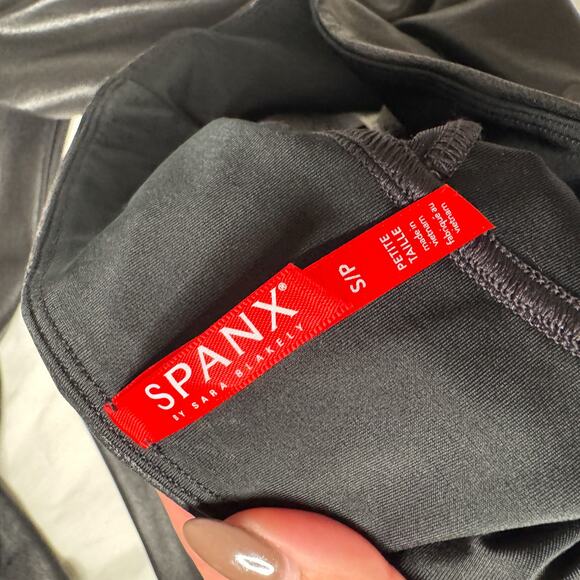 SPANX®
BY SARA BLAKELY
S/P
PETITE
TAILLE
made in
vietnam
fabriqué au
vietnam